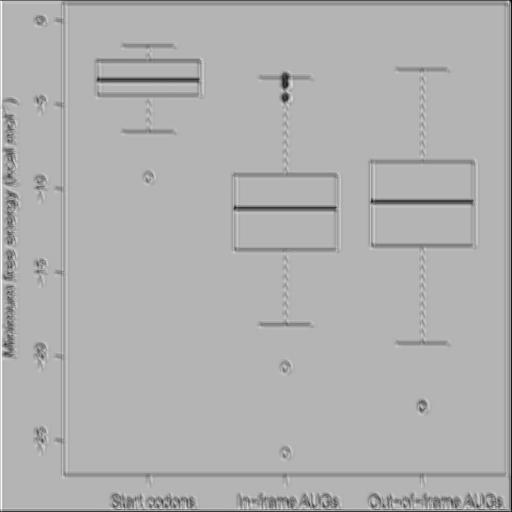 Minimum free energy (kcal mol⁻¹)
0
-5
-10
-15
-20
-25
Start codons
In-frame AUGs
Out-of-frame AUGs